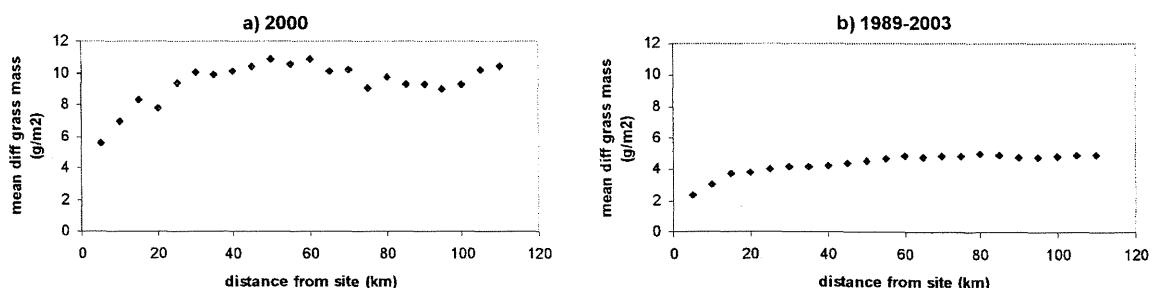 a) 2000
12
10
8
6
4
2
0
mean diff grass mass
(g/m2)
0 20 40 60 80 100 120
distance from site (km)
b) 1989-2003
12
10
8
6
4
2
0
mean diff grass mass
(g/m2)
0 20 40 60 80 100 120
distance from site (km)